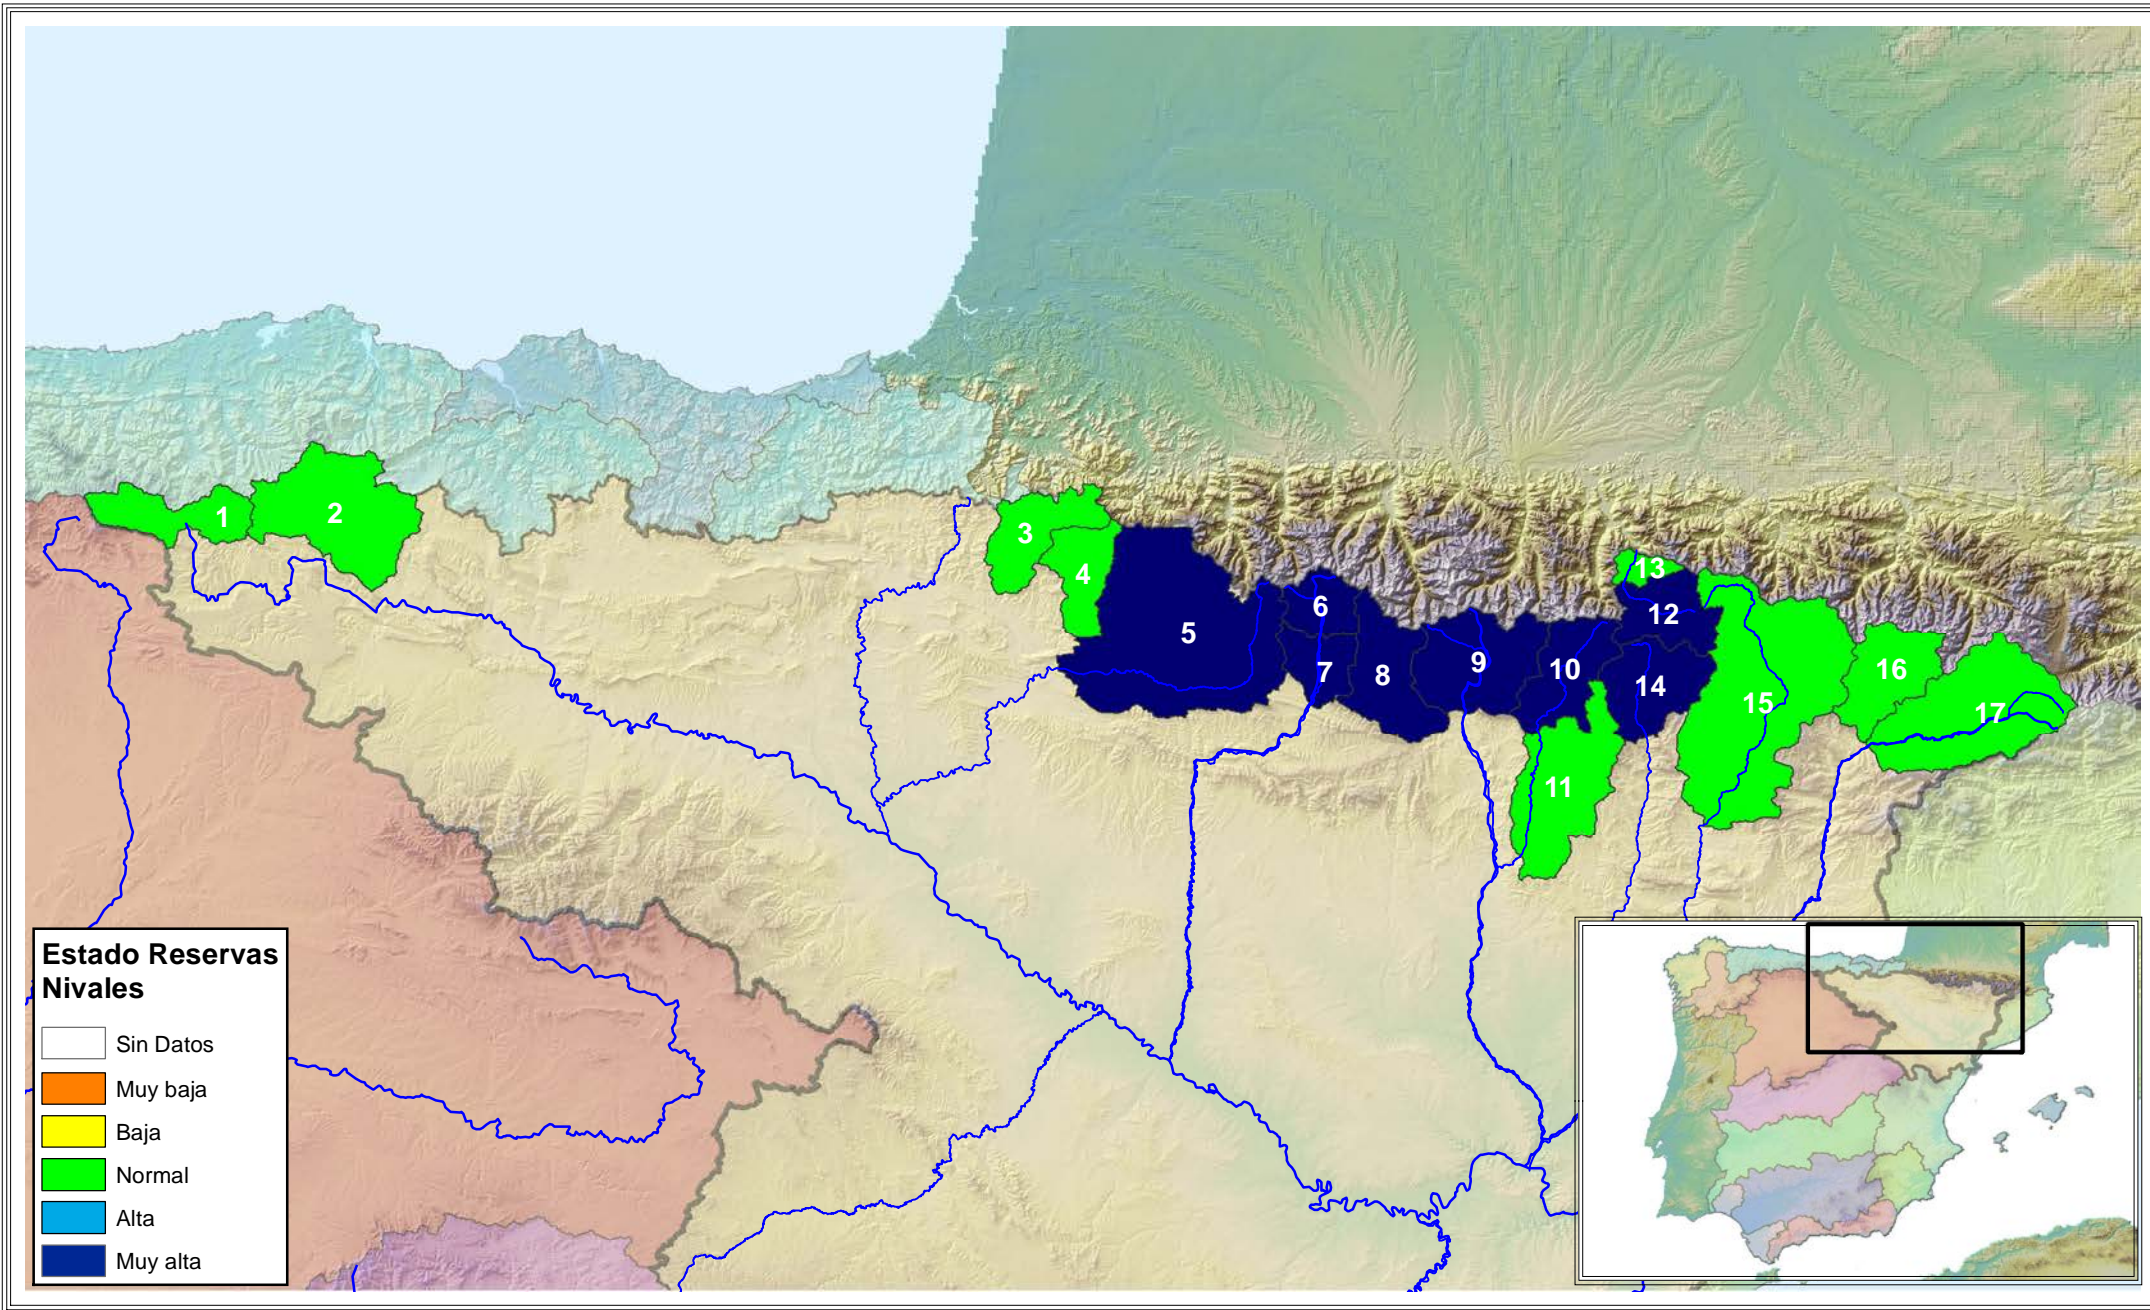 1
2
3
4
5
6
7
8
9
10
11
12
13
14
15
16
17
Estado Reservas
Nivales
Sin Datos
Muy baja
Baja
Normal
Alta
Muy alta